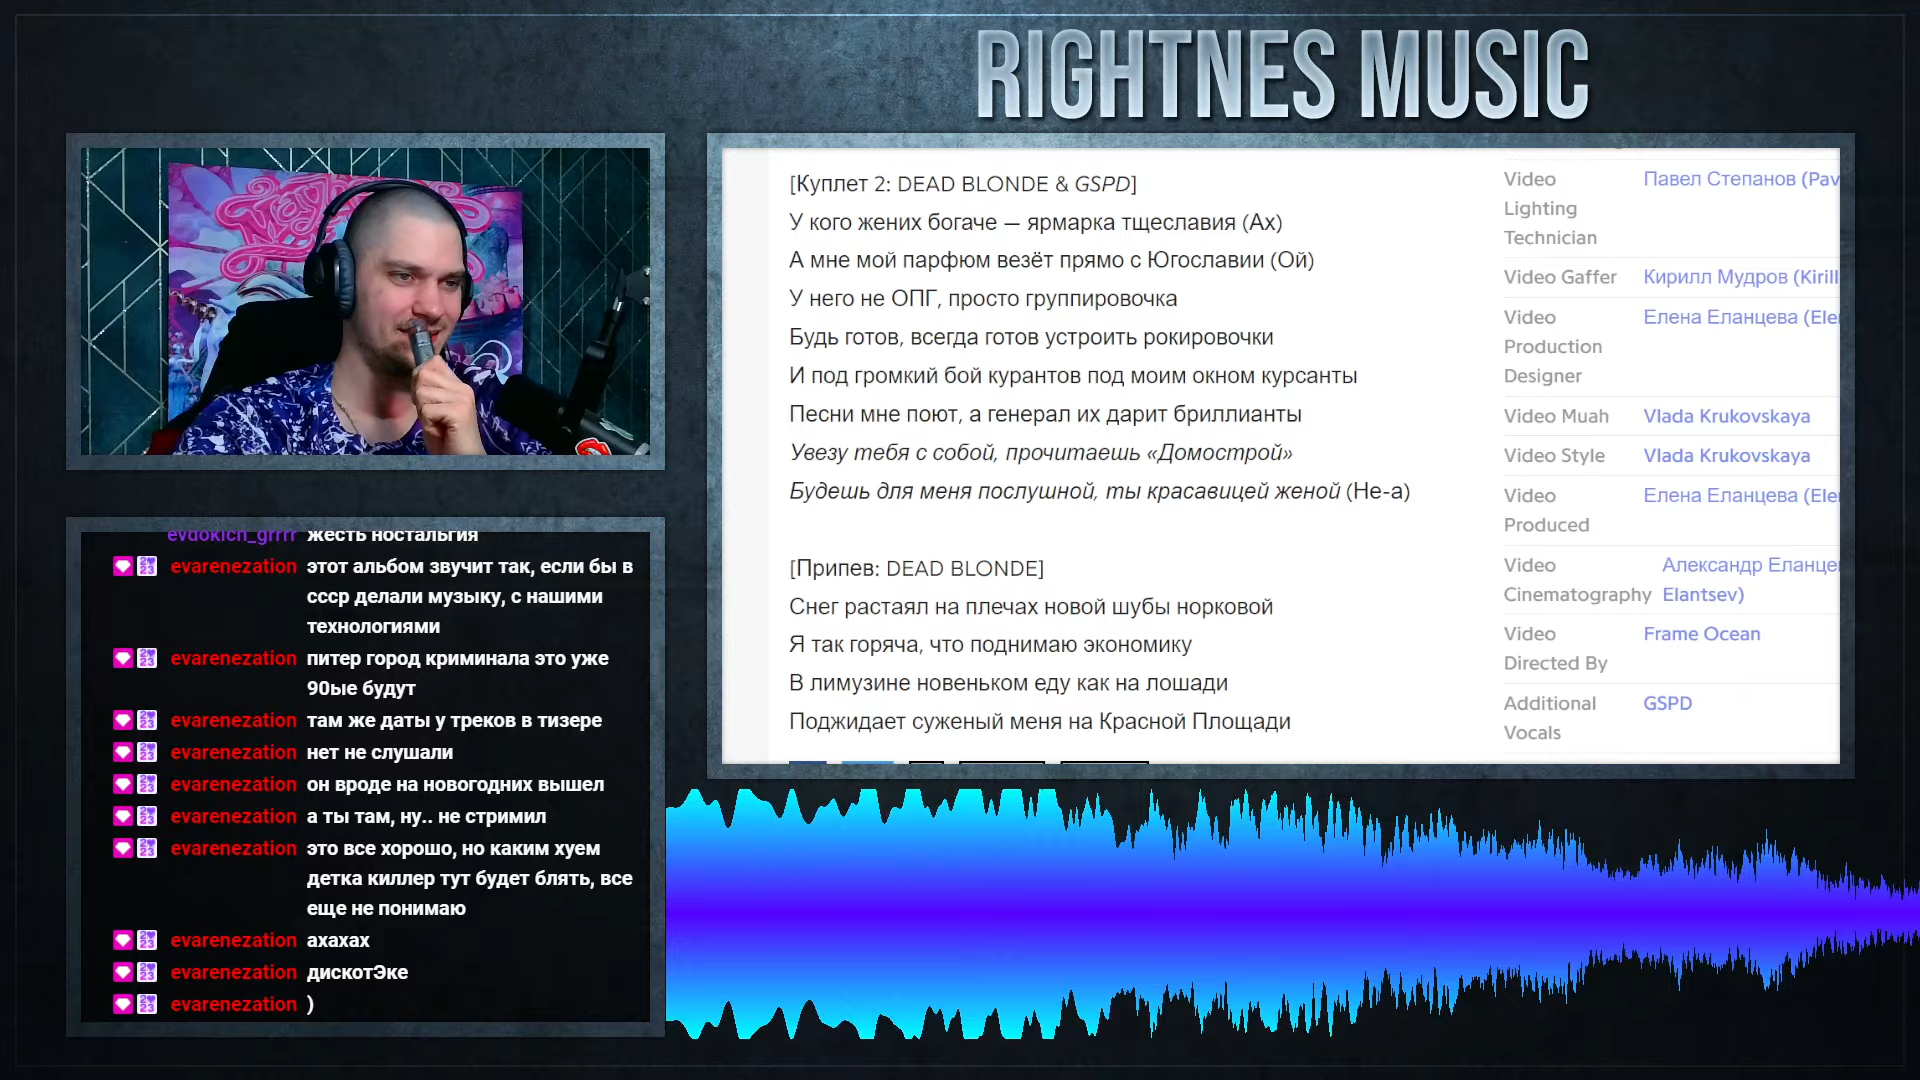 RIGHTNES MUSIC
[Куплет 2: DEAD BLONDE & GSPD]
У кого жених богаче — ярмарка тщеславия (Ах)
А мне мой парфюм везёт прямо с Югославии (Ой)
У него не ОПГ, просто группировочка
Будь готов, всегда готов устроить рокировочки
И под громкий бой курантов под моим окном курсанты
Песни мне поют, а генерал их дарит бриллианты
Увезу тебя с собой, прочитаешь «Домострой»
Будешь для меня послушной, ты красавицей женой (Не-а)
[Припев: DEAD BLONDE]
Снег растаял на плечах новой шубы норковой
Я так горяча, что поднимаю экономику
В лимузине новеньком еду как на лошади
Поджидает суженый меня на Красной Площади
Video Павел Степанов (Pav
Lighting
Technician
Video Gaffer Кирилл Мудров (Kirill
Video Елена Еланцева (Ele
Production
Designer
Video Muah Vlada Krukovskaya
Video Style Vlada Krukovskaya
Video Елена Еланцева (Ele
Produced
Video Александр Еланце
Cinematography Elantsev)
Video Frame Ocean
Directed By
Additional GSPD
Vocals
evdokich_grrrr жесть ностальгия
evarenezation этот альбом звучит так, если бы в
ссср делали музыку, с нашими
технологиями
evarenezation питер город криминала это уже
90ые будут
evarenezation там же даты у треков в тизере
evarenezation нет не слушали
evarenezation он вроде на новогодних вышел
evarenezation а ты там, ну.. не стримил
evarenezation это все хорошо, но каким хуем
детка киллер тут будет блять, все
еще не понимаю
evarenezation ахахах
evarenezation дискотЭке
evarenezation )